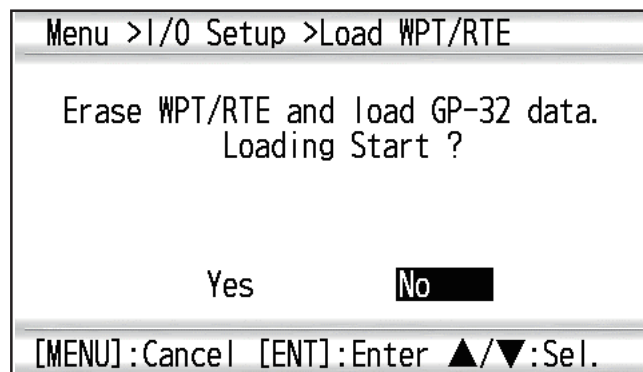 Menu >I/O Setup >Load WPT/RTE
Erase WPT/RTE and load GP-32 data.
Loading Start ?
Yes No
[MENU]:Cancel [ENT]:Enter ▲/▼:Sel.